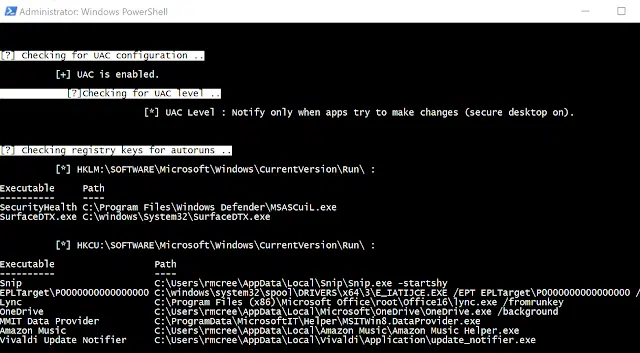 Administrator: Windows PowerShell
[?] Checking for UAC configuration ..
[+] UAC is enabled.
[?]Checking for UAC level ..
[*] UAC Level : Notify only when apps try to make changes (secure desktop on).
[?] Checking registry keys for autoruns ..
[*] HKLM:\SOFTWARE\Microsoft\Windows\CurrentVersion\Run\ :
Executable Path
---------- ----
SecurityHealth C:\Program Files\Windows Defender\MSASCuiL.exe
SurfaceDTX.exe C:\windows\System32\SurfaceDTX.exe
[*] HKCU:\SOFTWARE\Microsoft\Windows\CurrentVersion\Run\ :
Executable Path
---------- ----
Snip C:\Users\rmcree\AppData\Local\Snip\Snip.exe -startshy
EPLTarget\P0000000000000000 C:\windows\system32\spool\DRIVERS\x64\3\E_IATIJCE.EXE /EPT EPLTarget\P0000000000000000 /
Lync C:\Program Files (x86)\Microsoft Office\root\Office16\lync.exe /fromrunkey
OneDrive C:\Users\rmcree\AppData\Local\Microsoft\OneDrive\OneDrive.exe /background
MMIT Data Provider C:\ProgramData\MicrosoftIT\Helper\MSITWin8.DataProvider.exe
Amazon Music C:\Users\rmcree\AppData\Local\Amazon Music\Amazon Music Helper.exe
Vivaldi Update Notifier C:\Users\rmcree\AppData\Local\Vivaldi\Application\update_notifier.exe